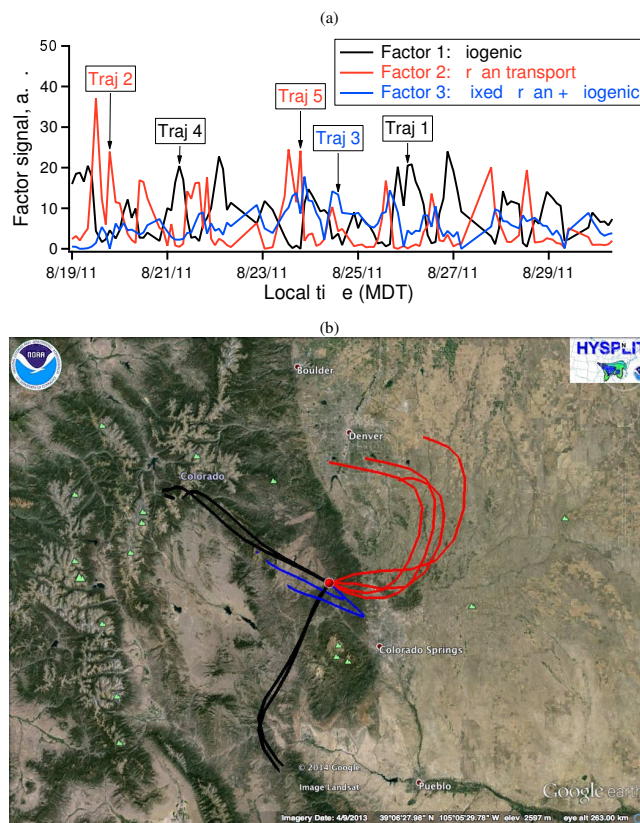 (a)
Factor signal, a. .
50
40
30
20
10
0
Factor 1: iogenic
Factor 2: r an transport
Factor 3: ixed r an + iogenic
Traj 2
Traj 4
Traj 5
Traj 3
Traj 1
8/19/11 8/21/11 8/23/11 8/25/11 8/27/11 8/29/11
Local ti e (MDT)
(b)
NOAA
HYSPLIT
Boulder
Denver
Colorado
Colorado Springs
Pueblo
© 2014 Google
Image Landsat
Google earth
Imagery Date: 4/9/2013 39°06'27.98" N 105°05'29.78" W elev 2597 m eye alt 263.00 km